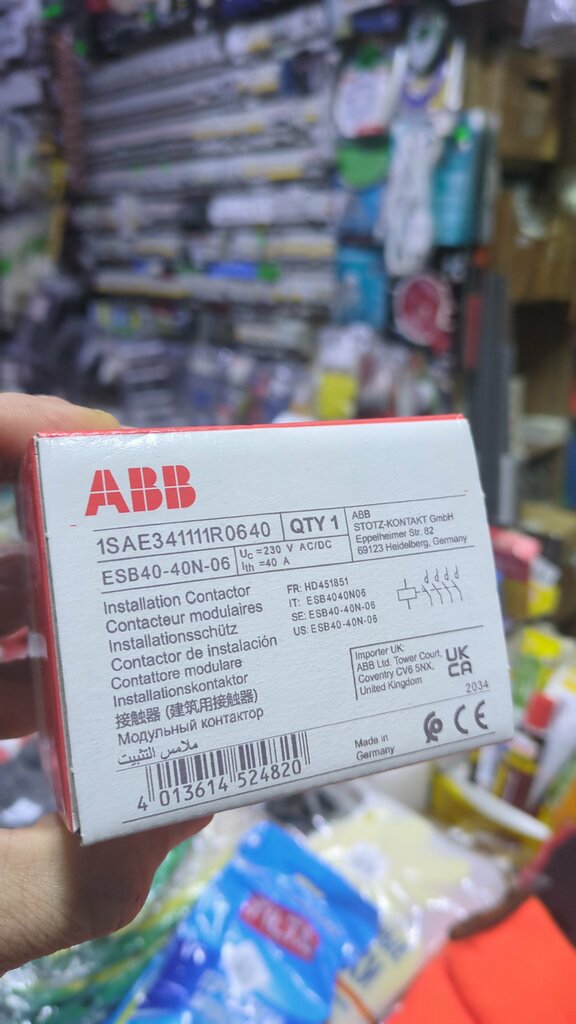 ABB
1SAE341111R0640
QTY 1
ESB40-40N-06
Uc =230 V AC/DC
Ith =40 A
ABB
STOTZ-KONTAKT GmbH
Eppelheimer Str. 82
69123 Heidelberg, Germany
Installation Contactor
Contacteur modulaires
Installationsschütz
Contactor de instalación
Contattore modulare
Installationskontaktor
接触器 (建筑用接触器)
Модульный контактор
ملامس التثبيت
FR: HD451851
IT: ESB4040N06
SE: ESB40-40N-06
US: ESB40-40N-06
Importer UK:
ABB Ltd. Tower Court,
Coventry CV6 5NX.
United Kingdom
UK
CA
2034
Made in
Germany
CE
4 013614 524820